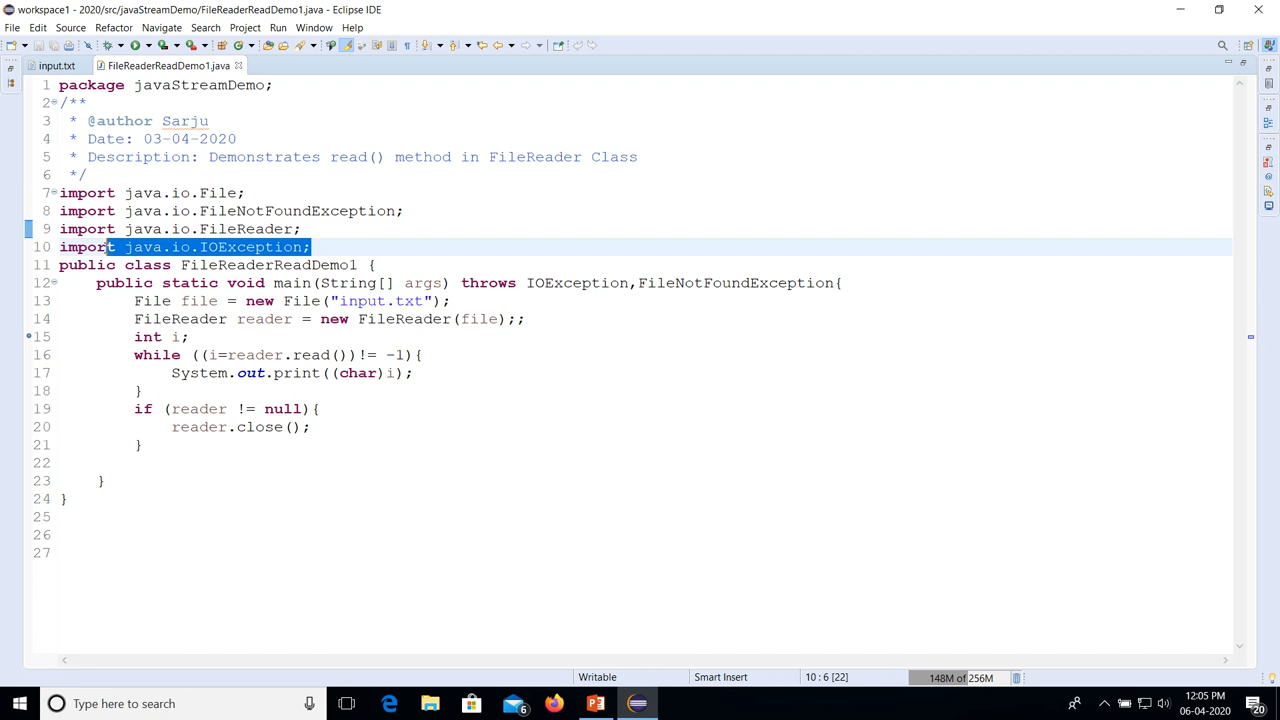 workspace1 - 2020/src/javaStreamDemo/FileReaderReadDemo1.java - Eclipse IDE
File Edit Source Refactor Navigate Search Project Run Window Help
input.txt FileReaderReadDemo1.java
1 package javaStreamDemo;
2 /**
3 * @author Sarju
4 * Date: 03-04-2020
5 * Description: Demonstrates read() method in FileReader Class
6 */
7 import java.io.File;
8 import java.io.FileNotFoundException;
9 import java.io.FileReader;
10 import java.io.IOException;
11 public class FileReaderReadDemo1 {
12 public static void main(String[] args) throws IOException,FileNotFoundException{
13 File file = new File("input.txt");
14 FileReader reader = new FileReader(file);;
15 int i;
16 while ((i=reader.read())!= -1){
17 System.out.print((char)i);
18 }
19 if (reader != null){
20 reader.close();
21 }
22
23 }
24 }
25
26
27
Writable Smart Insert 10 : 6 [22] 148M of 256M
Type here to search 6 12:05 PM
06-04-2020 20